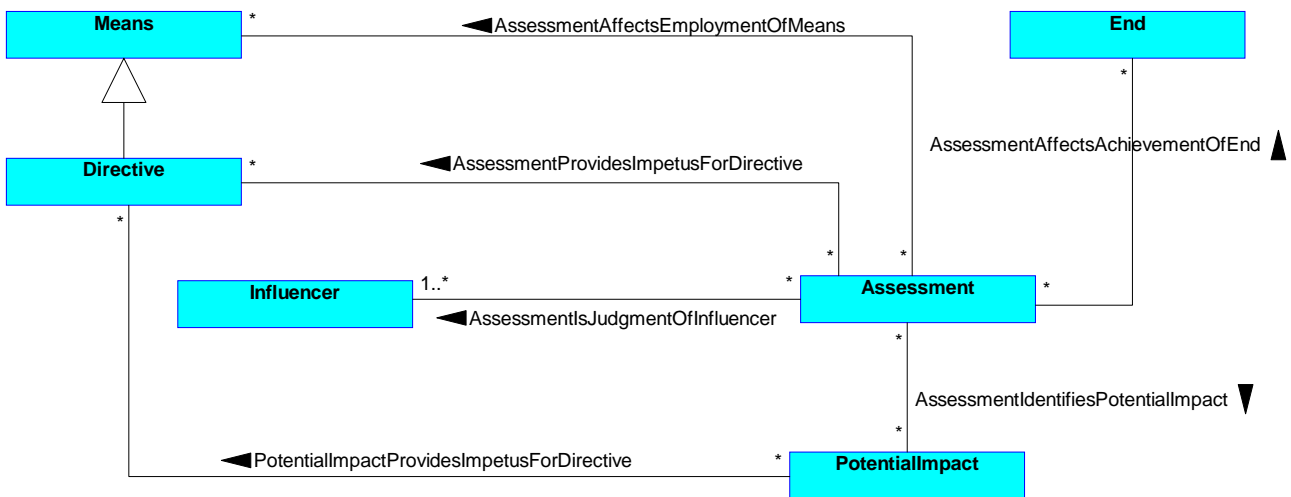 Means
*
AssessmentAffectsEmploymentOfMeans
End
*
AssessmentAffectsAchievementOfEnd
Directive
*
AssessmentProvidesImpetusForDirective
*
*
*
Influencer
1..*
*
Assessment
*
AssessmentIsJudgmentOfInfluencer
*
AssessmentIdentifiesPotentialImpact
*
PotentialImpactProvidesImpetusForDirective
*
PotentialImpact